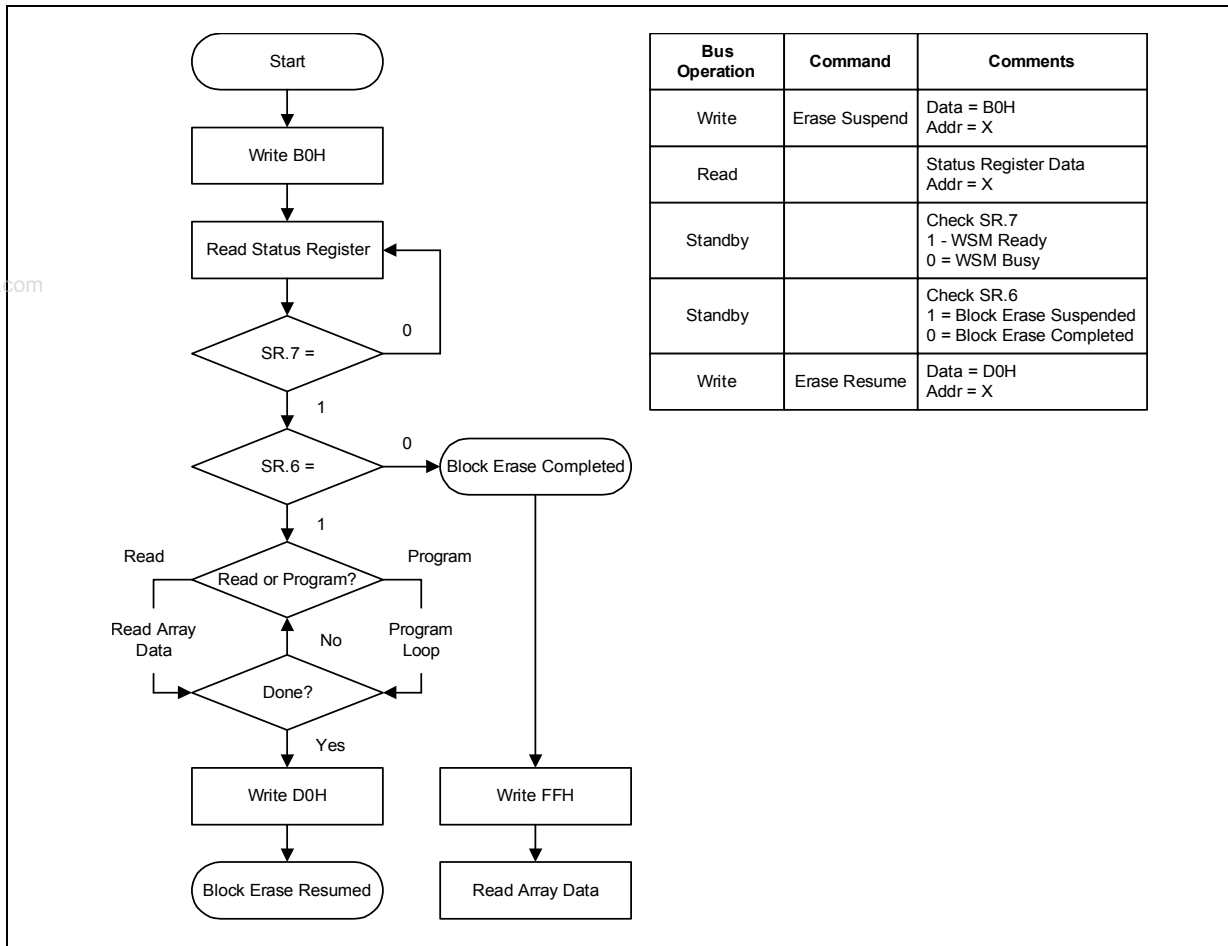 Start
Write B0H
Read Status Register
0
SR.7 =
1
0
SR.6 =
Block Erase Completed
1
Read
Program
Read or Program?
Read Array
Data
No
Program
Loop
Done?
Yes
Write D0H
Write FFH
Block Erase Resumed
Read Array Data
Bus
Operation
Command
Comments
Write
Erase Suspend
Data = B0H
Addr = X
Read
Status Register Data
Addr = X
Standby
Check SR.7
1 - WSM Ready
0 = WSM Busy
Standby
Check SR.6
1 = Block Erase Suspended
0 = Block Erase Completed
Write
Erase Resume
Data = D0H
Addr = X
.com